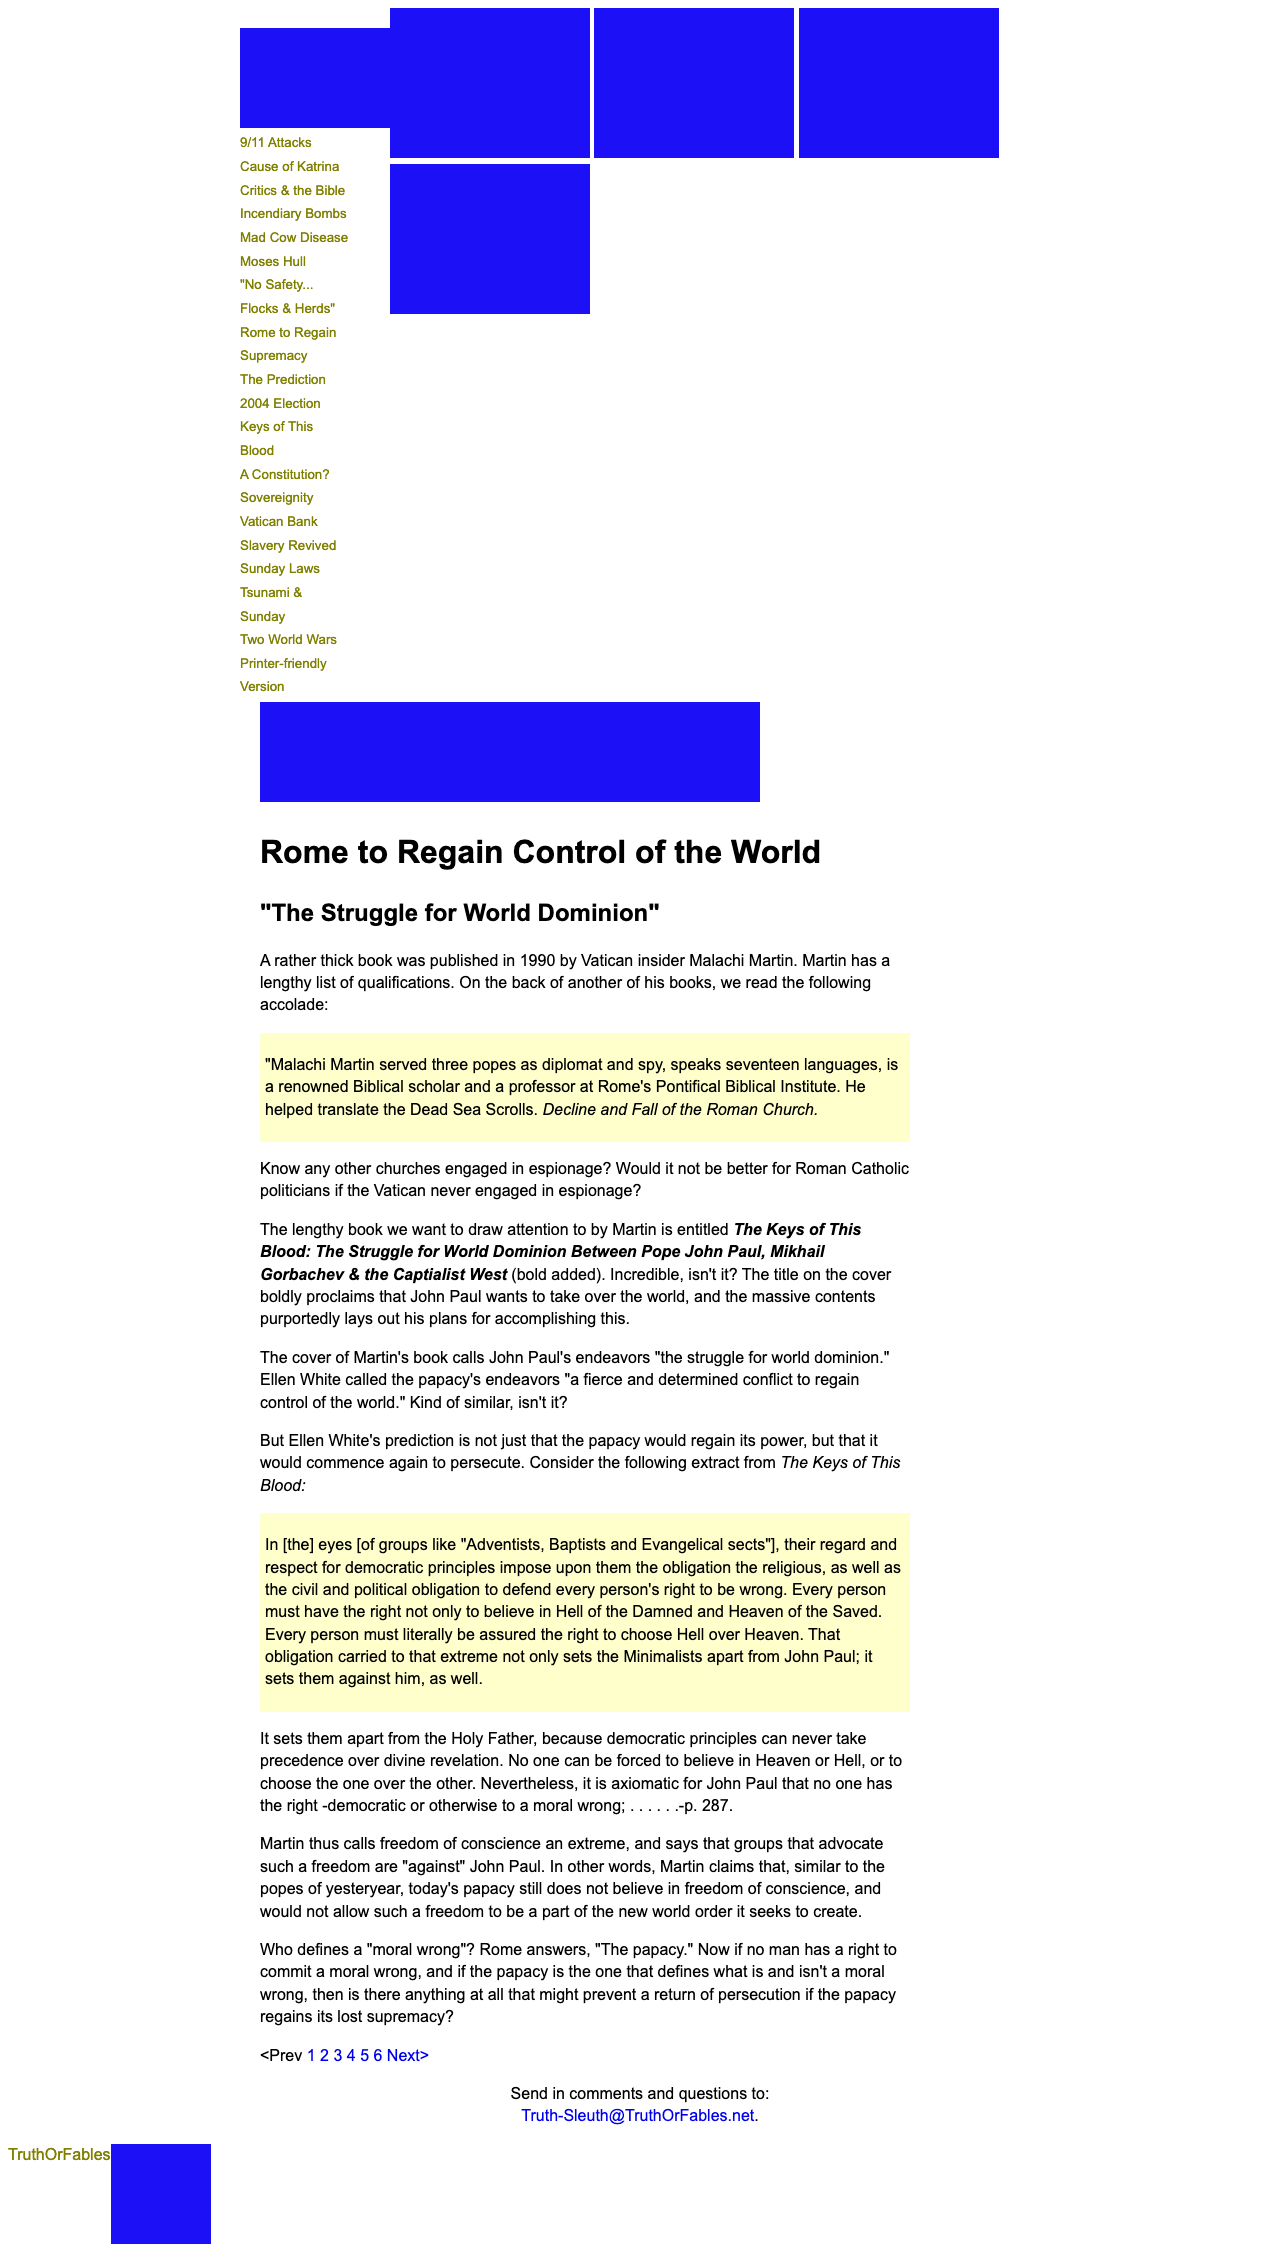 9/11 Attacks
Cause of Katrina
Critics & the Bible
Incendiary Bombs
Mad Cow Disease
Moses Hull
"No Safety...
Flocks & Herds"
Rome to Regain
Supremacy
The Prediction
2004 Election
Keys of This
Blood
A Constitution?
Sovereignity
Vatican Bank
Slavery Revived
Sunday Laws
Tsunami &
Sunday
Two World Wars
Printer-friendly
Version
Rome to Regain Control of the World
"The Struggle for World Dominion"
A rather thick book was published in 1990 by Vatican insider Malachi Martin. Martin has a
lengthy list of qualifications. On the back of another of his books, we read the following
accolade:
"Malachi Martin served three popes as diplomat and spy, speaks seventeen languages, is
a renowned Biblical scholar and a professor at Rome's Pontifical Biblical Institute. He
helped translate the Dead Sea Scrolls. Decline and Fall of the Roman Church.
Know any other churches engaged in espionage? Would it not be better for Roman Catholic
politicians if the Vatican never engaged in espionage?
The lengthy book we want to draw attention to by Martin is entitled The Keys of This
Blood: The Struggle for World Dominion Between Pope John Paul, Mikhail
Gorbachev & the Captialist West (bold added). Incredible, isn't it? The title on the cover
boldly proclaims that John Paul wants to take over the world, and the massive contents
purportedly lays out his plans for accomplishing this.
The cover of Martin's book calls John Paul's endeavors "the struggle for world dominion."
Ellen White called the papacy's endeavors "a fierce and determined conflict to regain
control of the world." Kind of similar, isn't it?
But Ellen White's prediction is not just that the papacy would regain its power, but that it
would commence again to persecute. Consider the following extract from The Keys of This
Blood:
In [the] eyes [of groups like "Adventists, Baptists and Evangelical sects"], their regard and
respect for democratic principles impose upon them the obligation the religious, as well as
the civil and political obligation to defend every person's right to be wrong. Every person
must have the right not only to believe in Hell of the Damned and Heaven of the Saved.
Every person must literally be assured the right to choose Hell over Heaven. That
obligation carried to that extreme not only sets the Minimalists apart from John Paul; it
sets them against him, as well.
It sets them apart from the Holy Father, because democratic principles can never take
precedence over divine revelation. No one can be forced to believe in Heaven or Hell, or to
choose the one over the other. Nevertheless, it is axiomatic for John Paul that no one has
the right -democratic or otherwise to a moral wrong; . . . . . .-p. 287.
Martin thus calls freedom of conscience an extreme, and says that groups that advocate
such a freedom are "against" John Paul. In other words, Martin claims that, similar to the
popes of yesteryear, today's papacy still does not believe in freedom of conscience, and
would not allow such a freedom to be a part of the new world order it seeks to create.
Who defines a "moral wrong"? Rome answers, "The papacy." Now if no man has a right to
commit a moral wrong, and if the papacy is the one that defines what is and isn't a moral
wrong, then is there anything at all that might prevent a return of persecution if the papacy
regains its lost supremacy?
<Prev 1 2 3 4 5 6 Next>
Send in comments and questions to:
Truth-Sleuth@TruthOrFables.net.
TruthOrFables